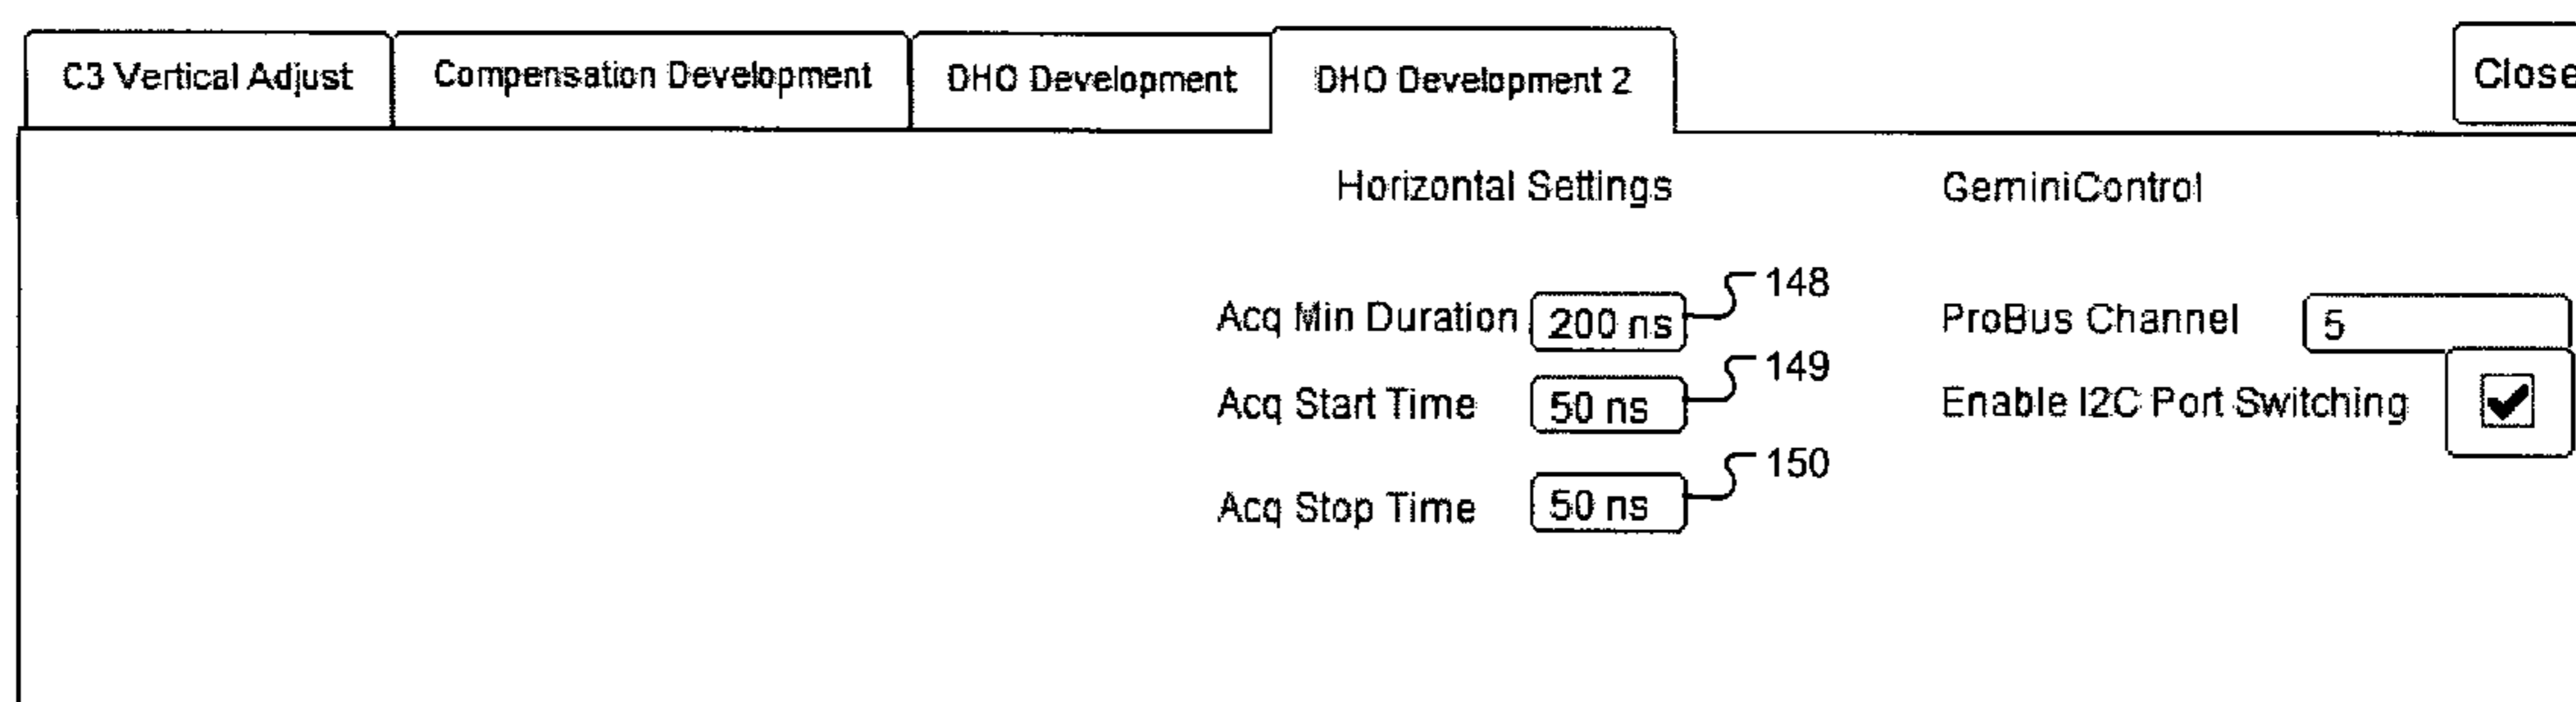 C3 Vertical Adjust Compensation Development DHO Development DHO Development 2 Close
Horizontal Settings GeminiControl
148
Acq Min Duration 200 ns ProBus Channel 5
149
Acq Start Time 50 ns Enable I2C Port Switching
150
Acq Stop Time 50 ns